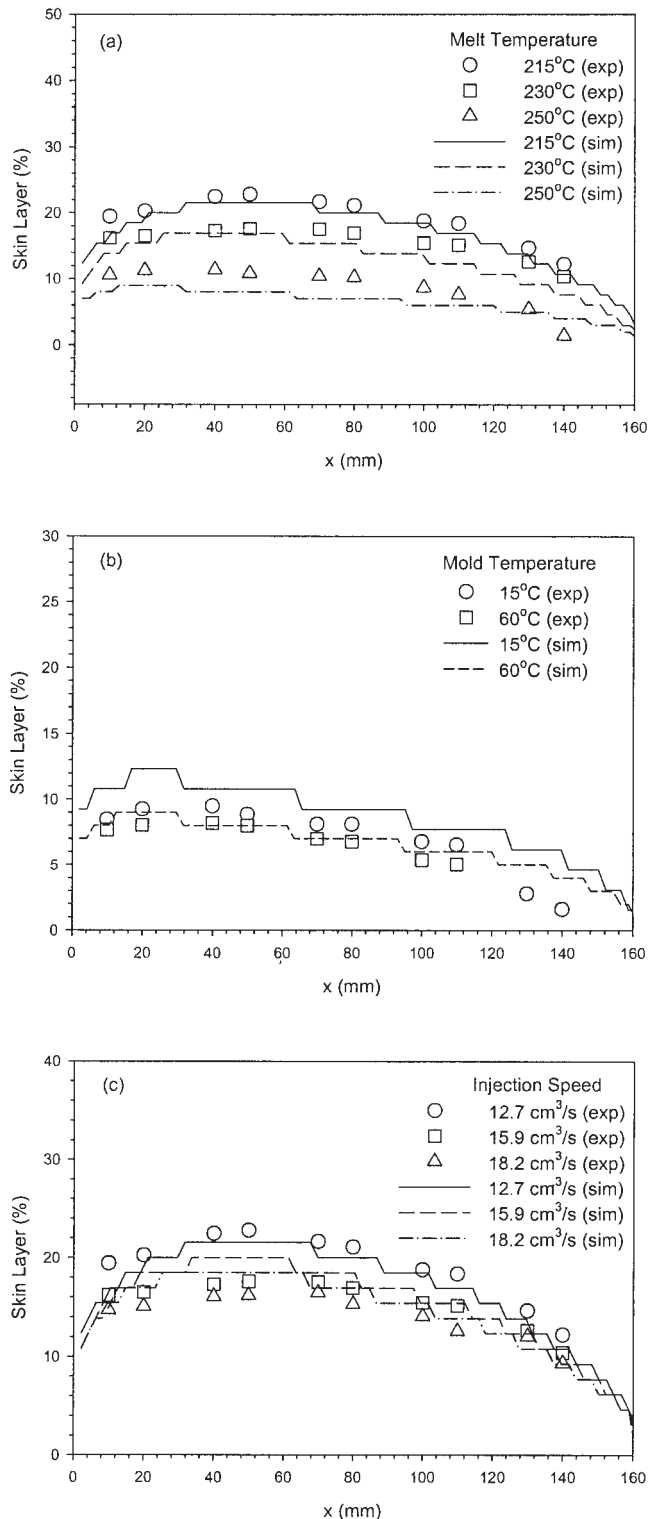 (a)
Melt Temperature
215°C (exp)
230°C (exp)
250°C (exp)
215°C (sim)
230°C (sim)
250°C (sim)
Skin Layer (%)
50
40
30
20
10
0
0 20 40 60 80 100 120 140 160
x (mm)
(b)
Mold Temperature
15°C (exp)
60°C (exp)
15°C (sim)
60°C (sim)
Skin Layer (%)
30
25
20
15
10
5
0
0 20 40 60 80 100 120 140 160
x (mm)
(c)
Injection Speed
12.7 cm³/s (exp)
15.9 cm³/s (exp)
18.2 cm³/s (exp)
12.7 cm³/s (sim)
15.9 cm³/s (sim)
18.2 cm³/s (sim)
Skin Layer (%)
40
30
20
10
0
0 20 40 60 80 100 120 140 160
x (mm)